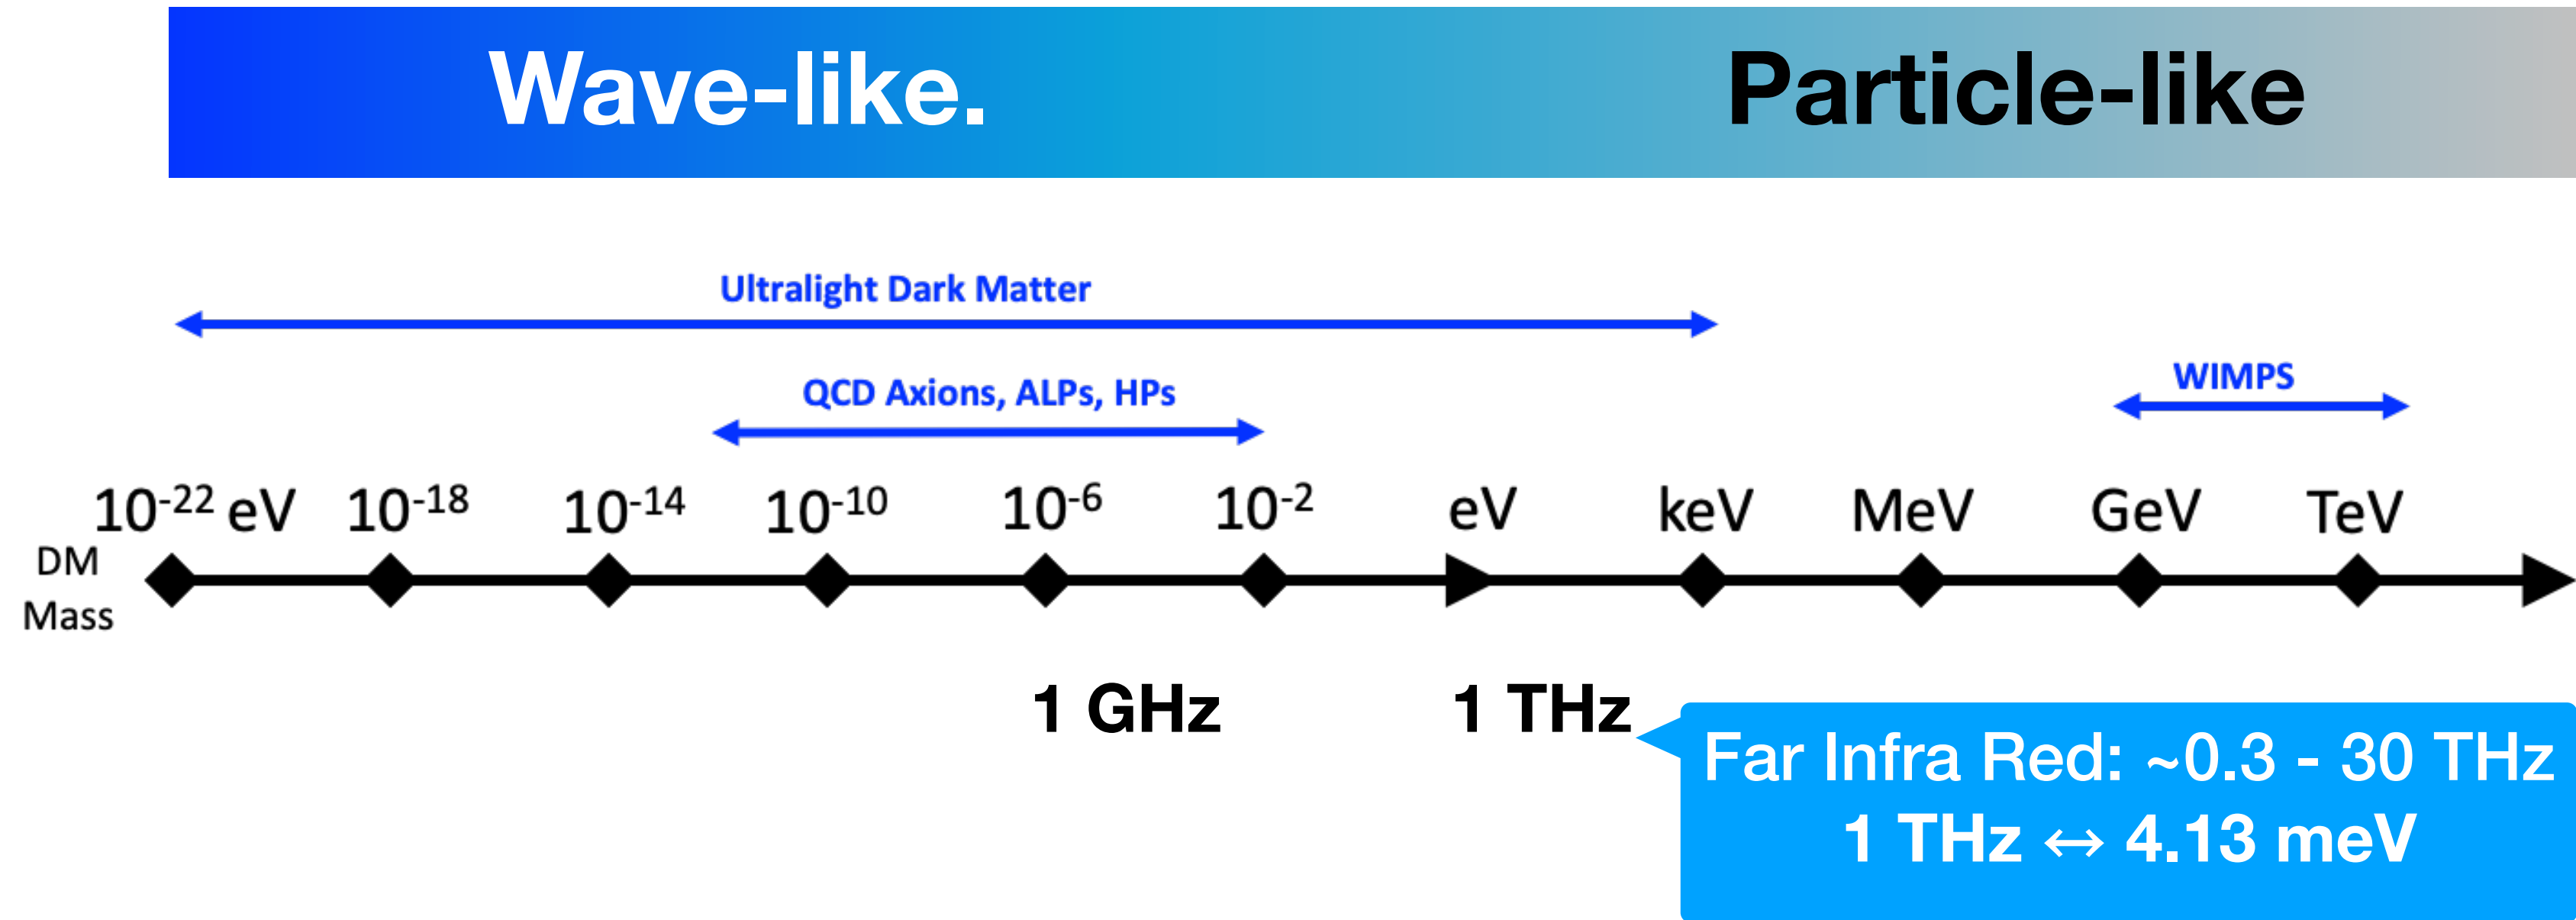 Wave-like. Particle-like
Ultralight Dark Matter
QCD Axions, ALPs, HPs
WIMPS
10⁻²² eV 10⁻¹⁸ 10⁻¹⁴ 10⁻¹⁰ 10⁻⁶ 10⁻² eV keV MeV GeV TeV
DM
Mass
1 GHz 1 THz
Far Infra Red: ~0.3 - 30 THz
1 THz ↔ 4.13 meV